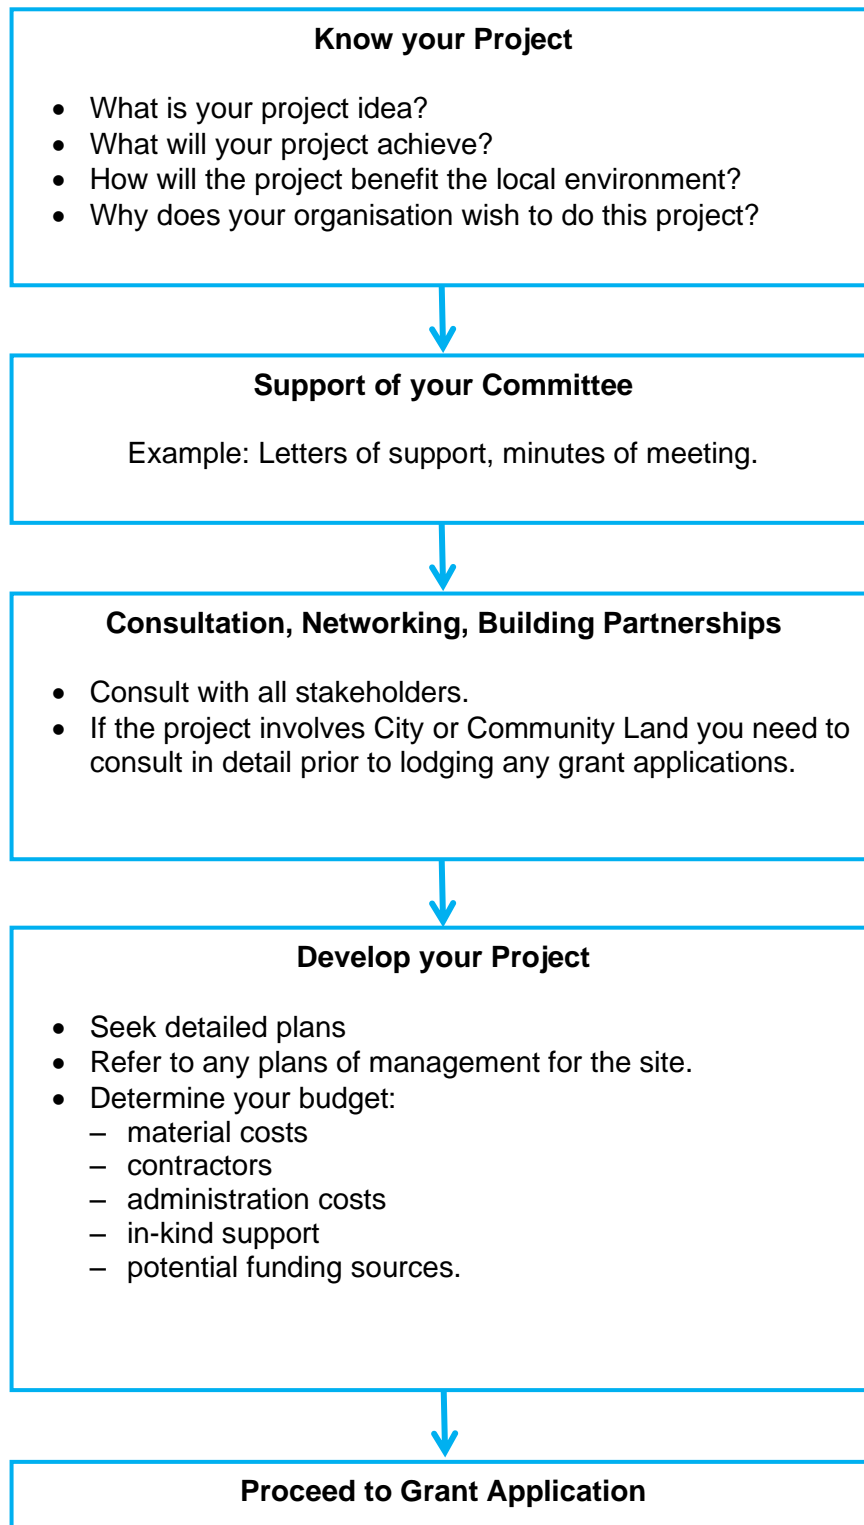 Know your Project
• What is your project idea?
• What will your project achieve?
• How will the project benefit the local environment?
• Why does your organisation wish to do this project?
Support of your Committee
Example: Letters of support, minutes of meeting.
Consultation, Networking, Building Partnerships
• Consult with all stakeholders.
• If the project involves City or Community Land you need to
consult in detail prior to lodging any grant applications.
Develop your Project
• Seek detailed plans
• Refer to any plans of management for the site.
• Determine your budget:
– material costs
– contractors
– administration costs
– in-kind support
– potential funding sources.
Proceed to Grant Application